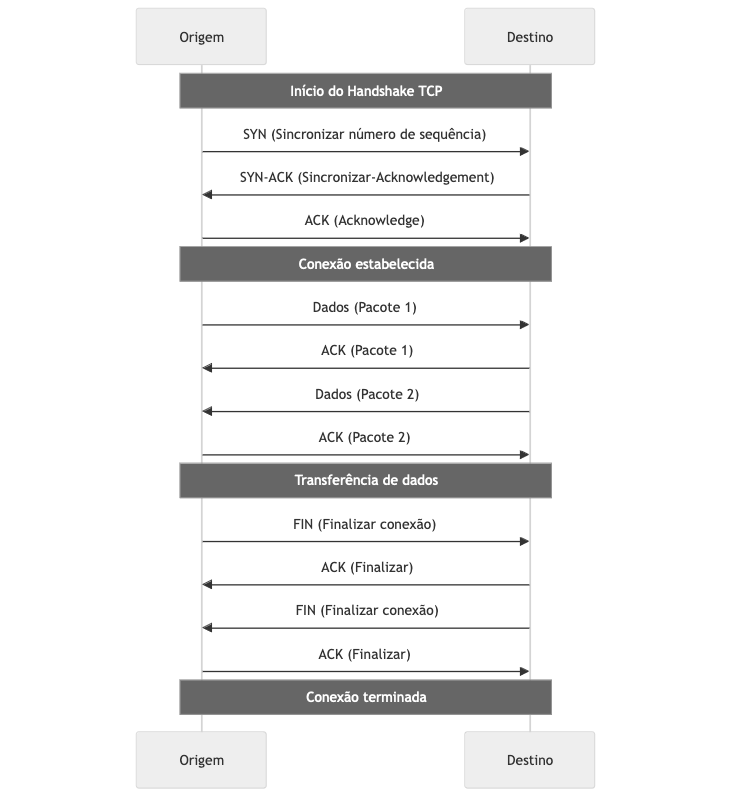 Origem
Destino
Início do Handshake TCP
SYN (Sincronizar número de sequência)
SYN-ACK (Sincronizar-Acknowledgement)
ACK (Acknowledge)
Conexão estabelecida
Dados (Pacote 1)
ACK (Pacote 1)
Dados (Pacote 2)
ACK (Pacote 2)
Transferência de dados
FIN (Finalizar conexão)
ACK (Finalizar)
FIN (Finalizar conexão)
ACK (Finalizar)
Conexão terminada
Origem
Destino